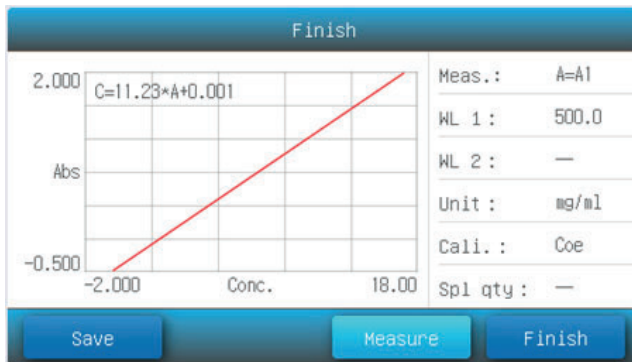 Finish
2.000
C=11.23*A+0.001
Abs
-0.500
-2.000
Conc.
18.00
Meas.: A=A1
WL 1: 500.0
WL 2: —
Unit: mg/ml
Cali.: Coe
Spl qty: —
Save
Measure
Finish